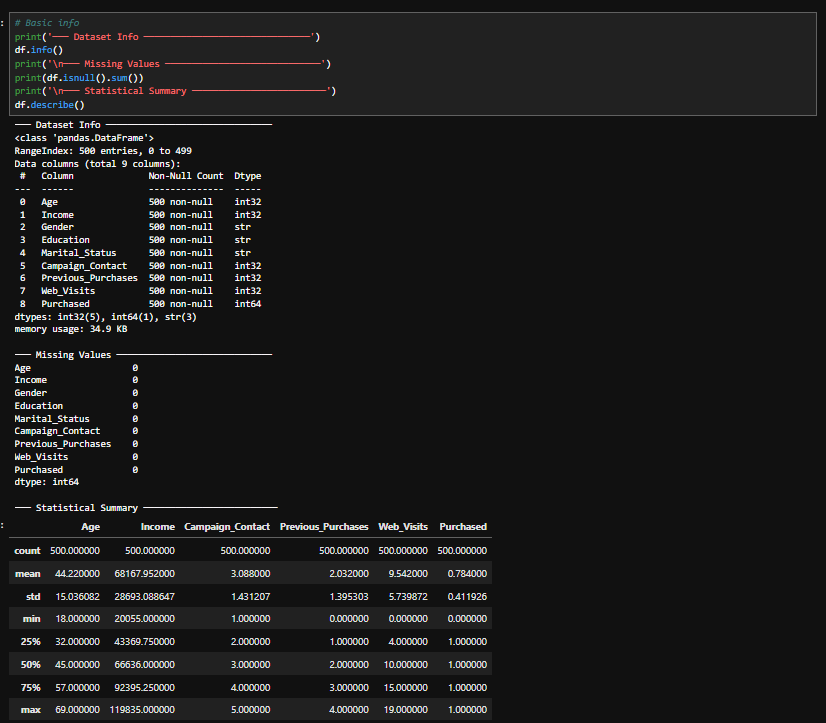 :
# Basic info
print('── Dataset Info ───────────────────────────────')
df.info()
print('\n── Missing Values ─────────────────────────────')
print(df.isnull().sum())
print('\n── Statistical Summary ─────────────────────────')
df.describe()
── Dataset Info ───────────────────────────────
<class 'pandas.DataFrame'>
RangeIndex: 500 entries, 0 to 499
Data columns (total 9 columns):
 #   Column              Non-Null Count  Dtype
---  ------              --------------  -----
 0   Age                 500 non-null    int32
 1   Income              500 non-null    int32
 2   Gender              500 non-null    str
 3   Education           500 non-null    str
 4   Marital_Status      500 non-null    str
 5   Campaign_Contact    500 non-null    int32
 6   Previous_Purchases  500 non-null    int32
 7   Web_Visits          500 non-null    int32
 8   Purchased           500 non-null    int64
dtypes: int32(5), int64(1), str(3)
memory usage: 34.9 KB
── Missing Values ─────────────────────────────
Age                   0
Income                0
Gender                0
Education             0
Marital_Status        0
Campaign_Contact      0
Previous_Purchases    0
Web_Visits            0
Purchased             0
dtype: int64
── Statistical Summary ─────────────────────────
:
Age Income Campaign_Contact Previous_Purchases Web_Visits Purchased
count 500.000000 500.000000 500.000000 500.000000 500.000000 500.000000
mean 44.220000 68167.952000 3.088000 2.032000 9.542000 0.784000
std 15.036082 28693.088647 1.431207 1.395303 5.739872 0.411926
min 18.000000 20055.000000 1.000000 0.000000 0.000000 0.000000
25% 32.000000 43369.750000 2.000000 1.000000 4.000000 1.000000
50% 45.000000 66636.000000 3.000000 2.000000 10.000000 1.000000
75% 57.000000 92395.250000 4.000000 3.000000 15.000000 1.000000
max 69.000000 119835.000000 5.000000 4.000000 19.000000 1.000000